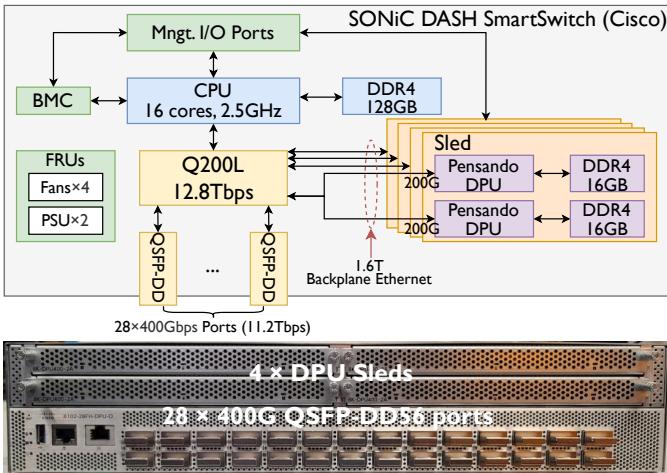 SONiC DASH SmartSwitch (Cisco)
Mngt. I/O Ports
BMC
CPU
16 cores, 2.5GHz
DDR4
128GB
FRUs
Fans×4
PSU×2
Q200L
12.8Tbps
Sled
200G
Pensando
DPU
DDR4
16GB
200G
Pensando
DPU
DDR4
16GB
QSFP-DD
...
QSFP-DD
1.6T
Backplane Ethernet
28×400Gbps Ports (11.2Tbps)
4 × DPU Sleds
28 × 400G QSFP-DD56 ports